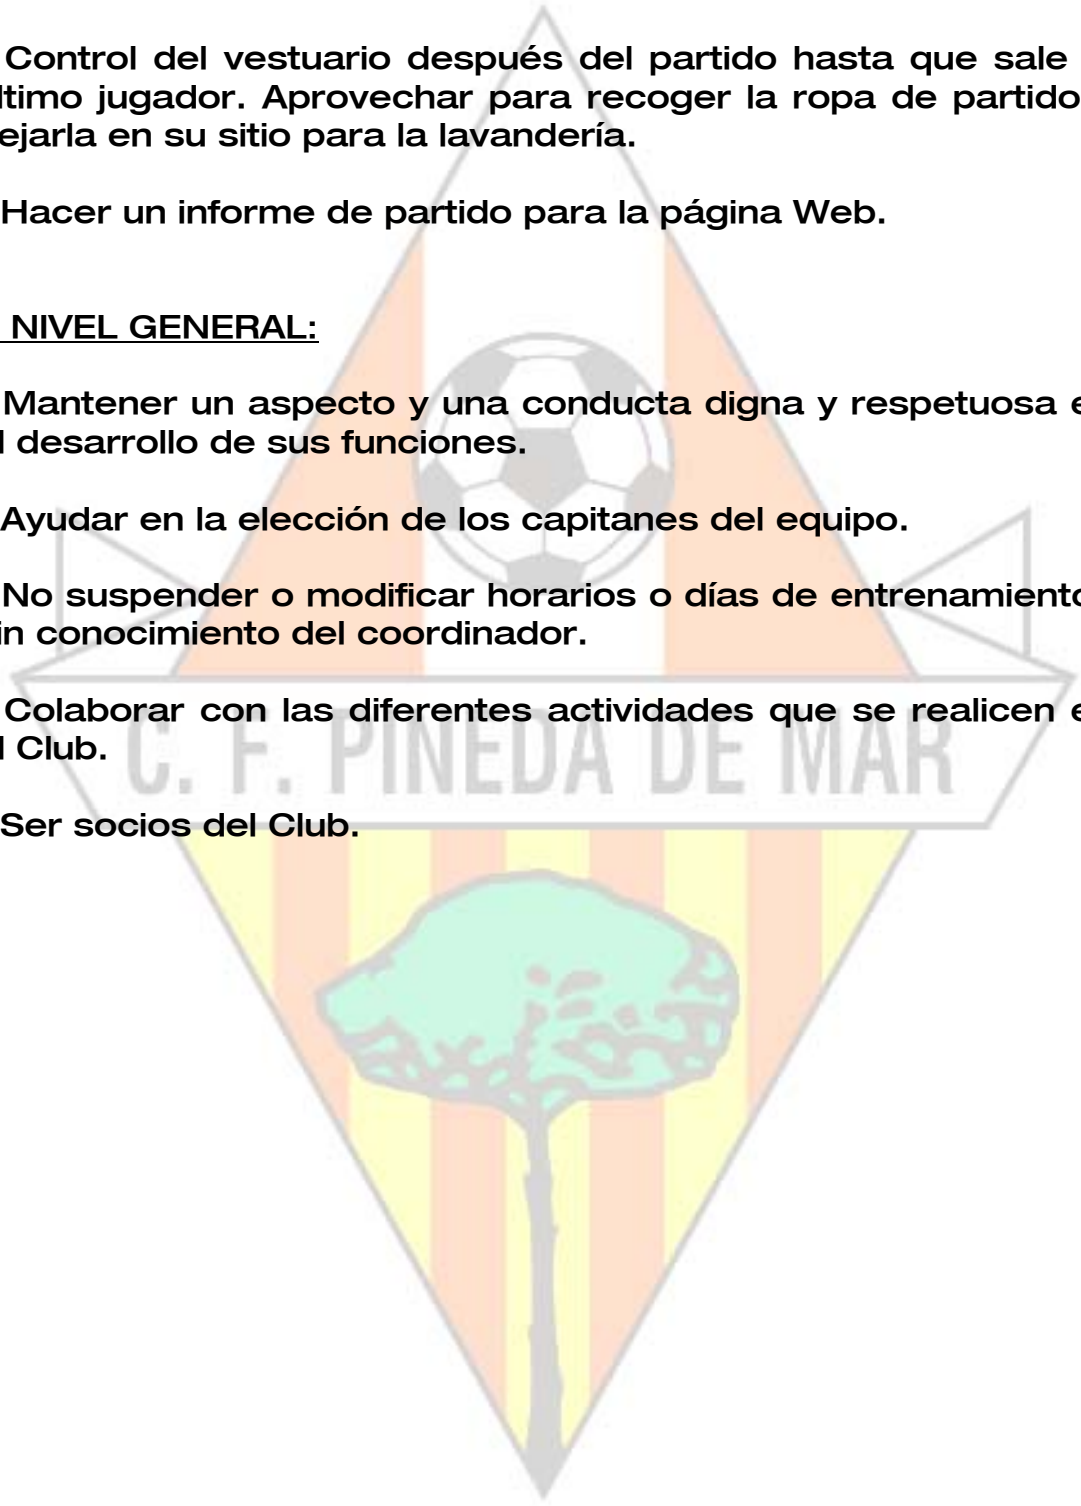 Control del vestuario después del partido hasta que sale
ltimo jugador. Aprovechar para recoger la ropa de partido
ejarla en su sitio para la lavandería.
Hacer un informe de partido para la página Web.
NIVEL GENERAL:
Mantener un aspecto y una conducta digna y respetuosa e
l desarrollo de sus funciones.
Ayudar en la elección de los capitanes del equipo.
No suspender o modificar horarios o días de entrenamiento
in conocimiento del coordinador.
Colaborar con las diferentes actividades que se realicen e
l Club.
C. F. PINEDA DE MAR
Ser socios del Club.